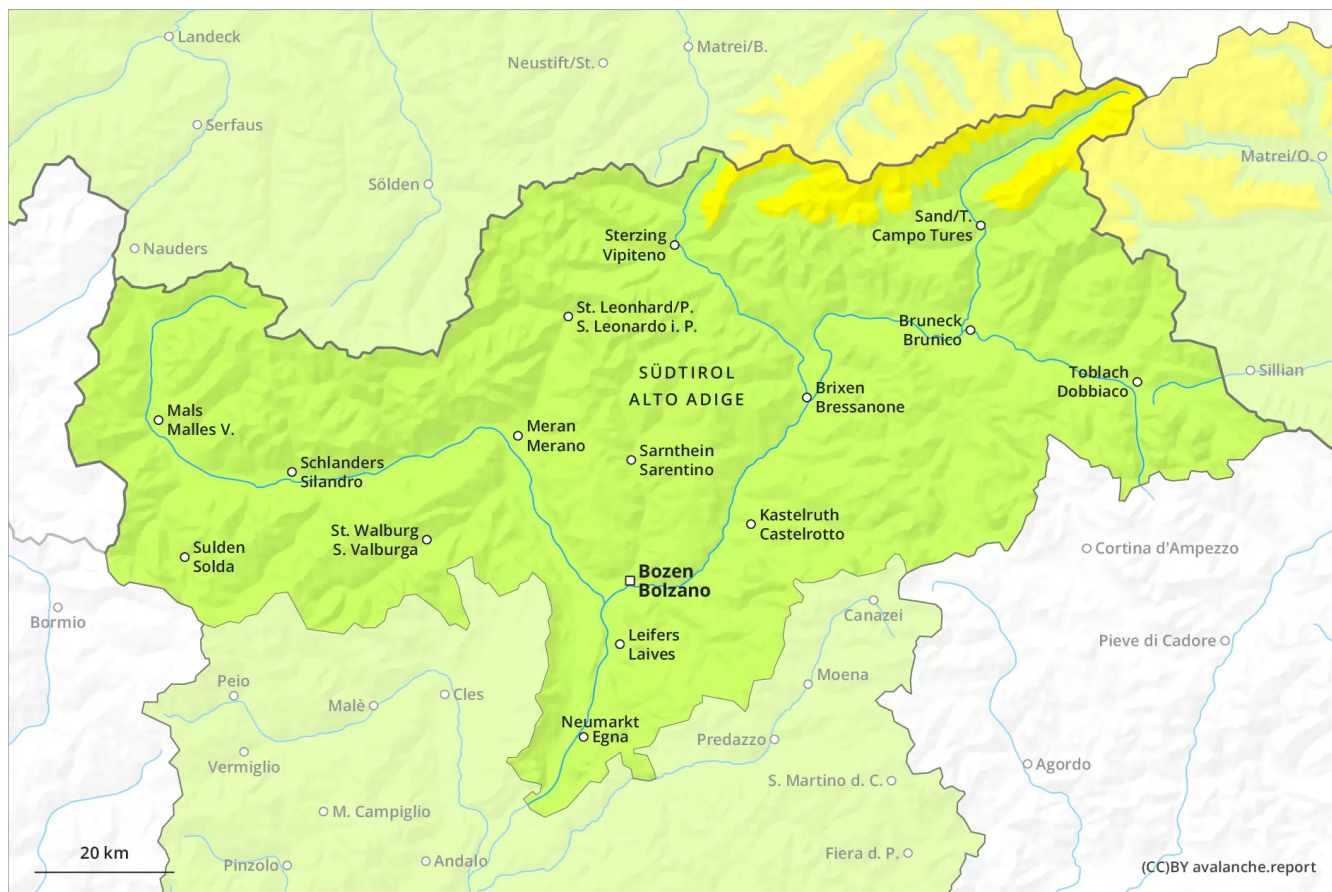 Landeck
Matrei/B.
Neustift/St.
Serfaus
Matrei/O.
Sölden
Sand/T.
Campo Tures
Sterzing
Vipiteno
Nauders
St. Leonhard/P.
S. Leonardo i. P.
Bruneck
Brunico
SÜDTIROL
ALTO ADIGE
Toblach
Dobbiaco
Sillian
Brixen
Bressanone
Mals
Malles V.
Meran
Merano
Sarnthein
Sarentino
Schlanders
Silandro
Kastelruth
Castelrotto
St. Walburg
S. Valburga
Sulden
Solda
Cortina d'Ampezzo
Bozen
Bolzano
Bormio
Canazei
Leifers
Laives
Pieve di Cadore
Peio
Moena
Malè
Cles
Neumarkt
Egna
Predazzo
Vermiglio
Agordo
S. Martino d. C.
M. Campiglio
20 km
Pinzolo
Andalo
Fiera d. P.
(CC)BY avalanche.report